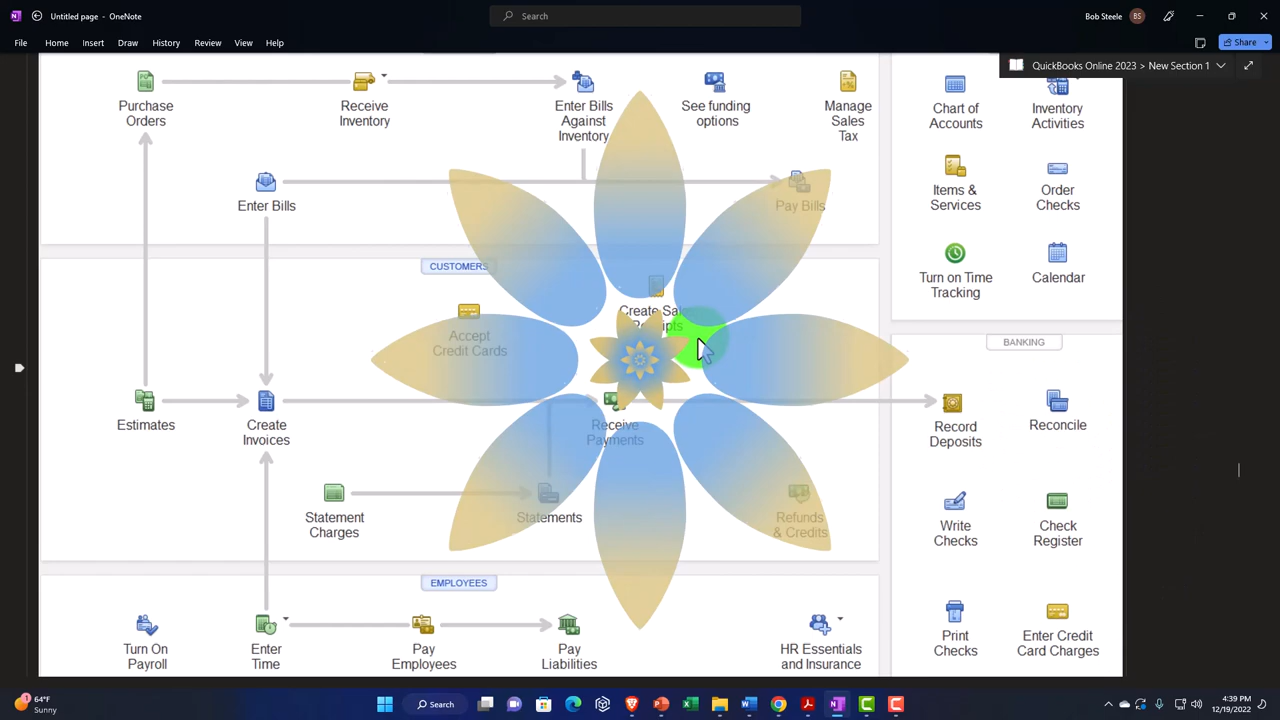 Untitled page - OneNote
Search
Bob Steele
BS
File
Home
Insert
Draw
History
Review
View
Help
Share
QuickBooks Online 2023 > New Section 1
Purchase
Orders
Receive
Inventory
Enter Bills
Against
Inventory
See funding
options
Manage
Sales
Tax
Chart of
Accounts
Inventory
Activities
Enter Bills
Pay Bills
Items &
Services
Order
Checks
CUSTOMERS
Turn on Time
Tracking
Calendar
Create Sales
Receipts
Accept
Credit Cards
BANKING
Estimates
Create
Invoices
Receive
Payments
Record
Deposits
Reconcile
Statement
Charges
Statements
Refunds
& Credits
Write
Checks
Check
Register
EMPLOYEES
Turn On
Payroll
Enter
Time
Pay
Employees
Pay
Liabilities
HR Essentials
and Insurance
Print
Checks
Enter Credit
Card Charges
64°F
Sunny
Search
4:39 PM
12/19/2022